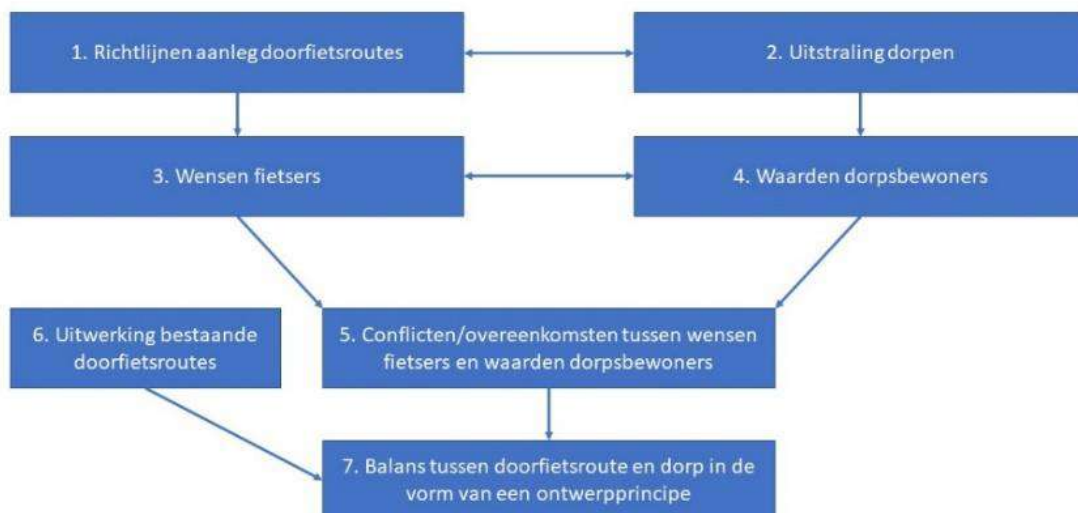 1. Richtlijnen aanleg doorfietsroutes
2. Uitstraling dorpen
3. Wensen fietsers
4. Waarden dorpsbewoners
6. Uitwerking bestaande
doorfietsroutes
5. Conflicten/overeenkomsten tussen wensen
fietsers en waarden dorpsbewoners
7. Balans tussen doorfietsroute en dorp in de
vorm van een ontwerpprincipe